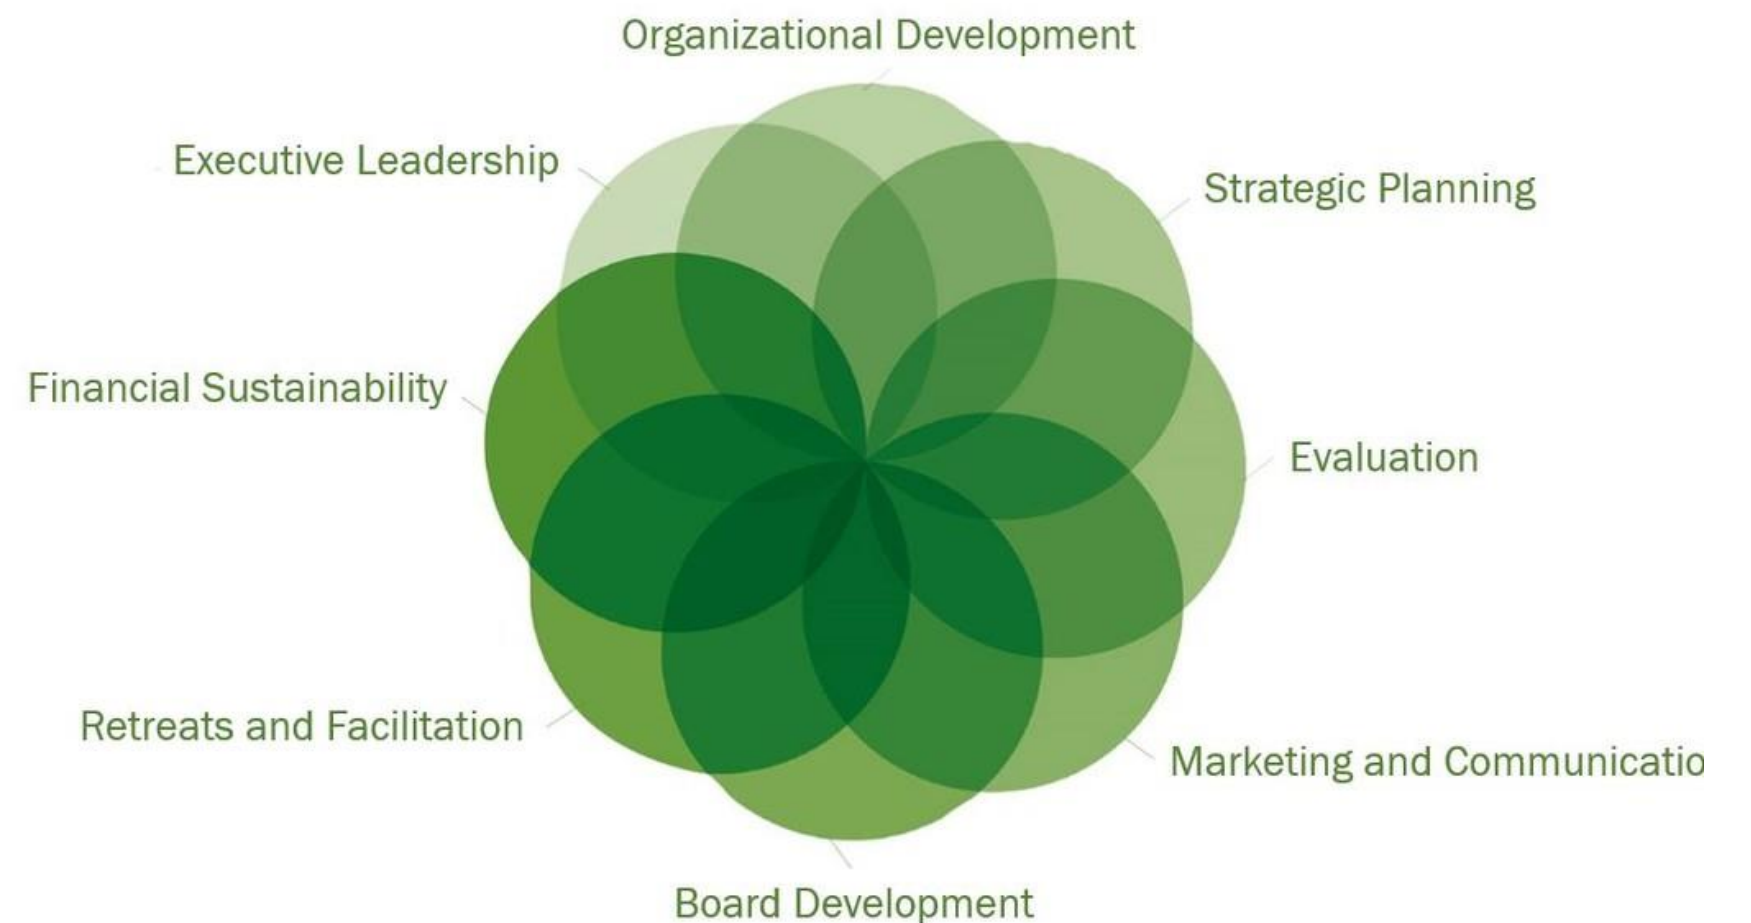 Organizational Development
Executive Leadership
Strategic Planning
Financial Sustainability
Evaluation
Retreats and Facilitation
Marketing and Communicatio
Board Development